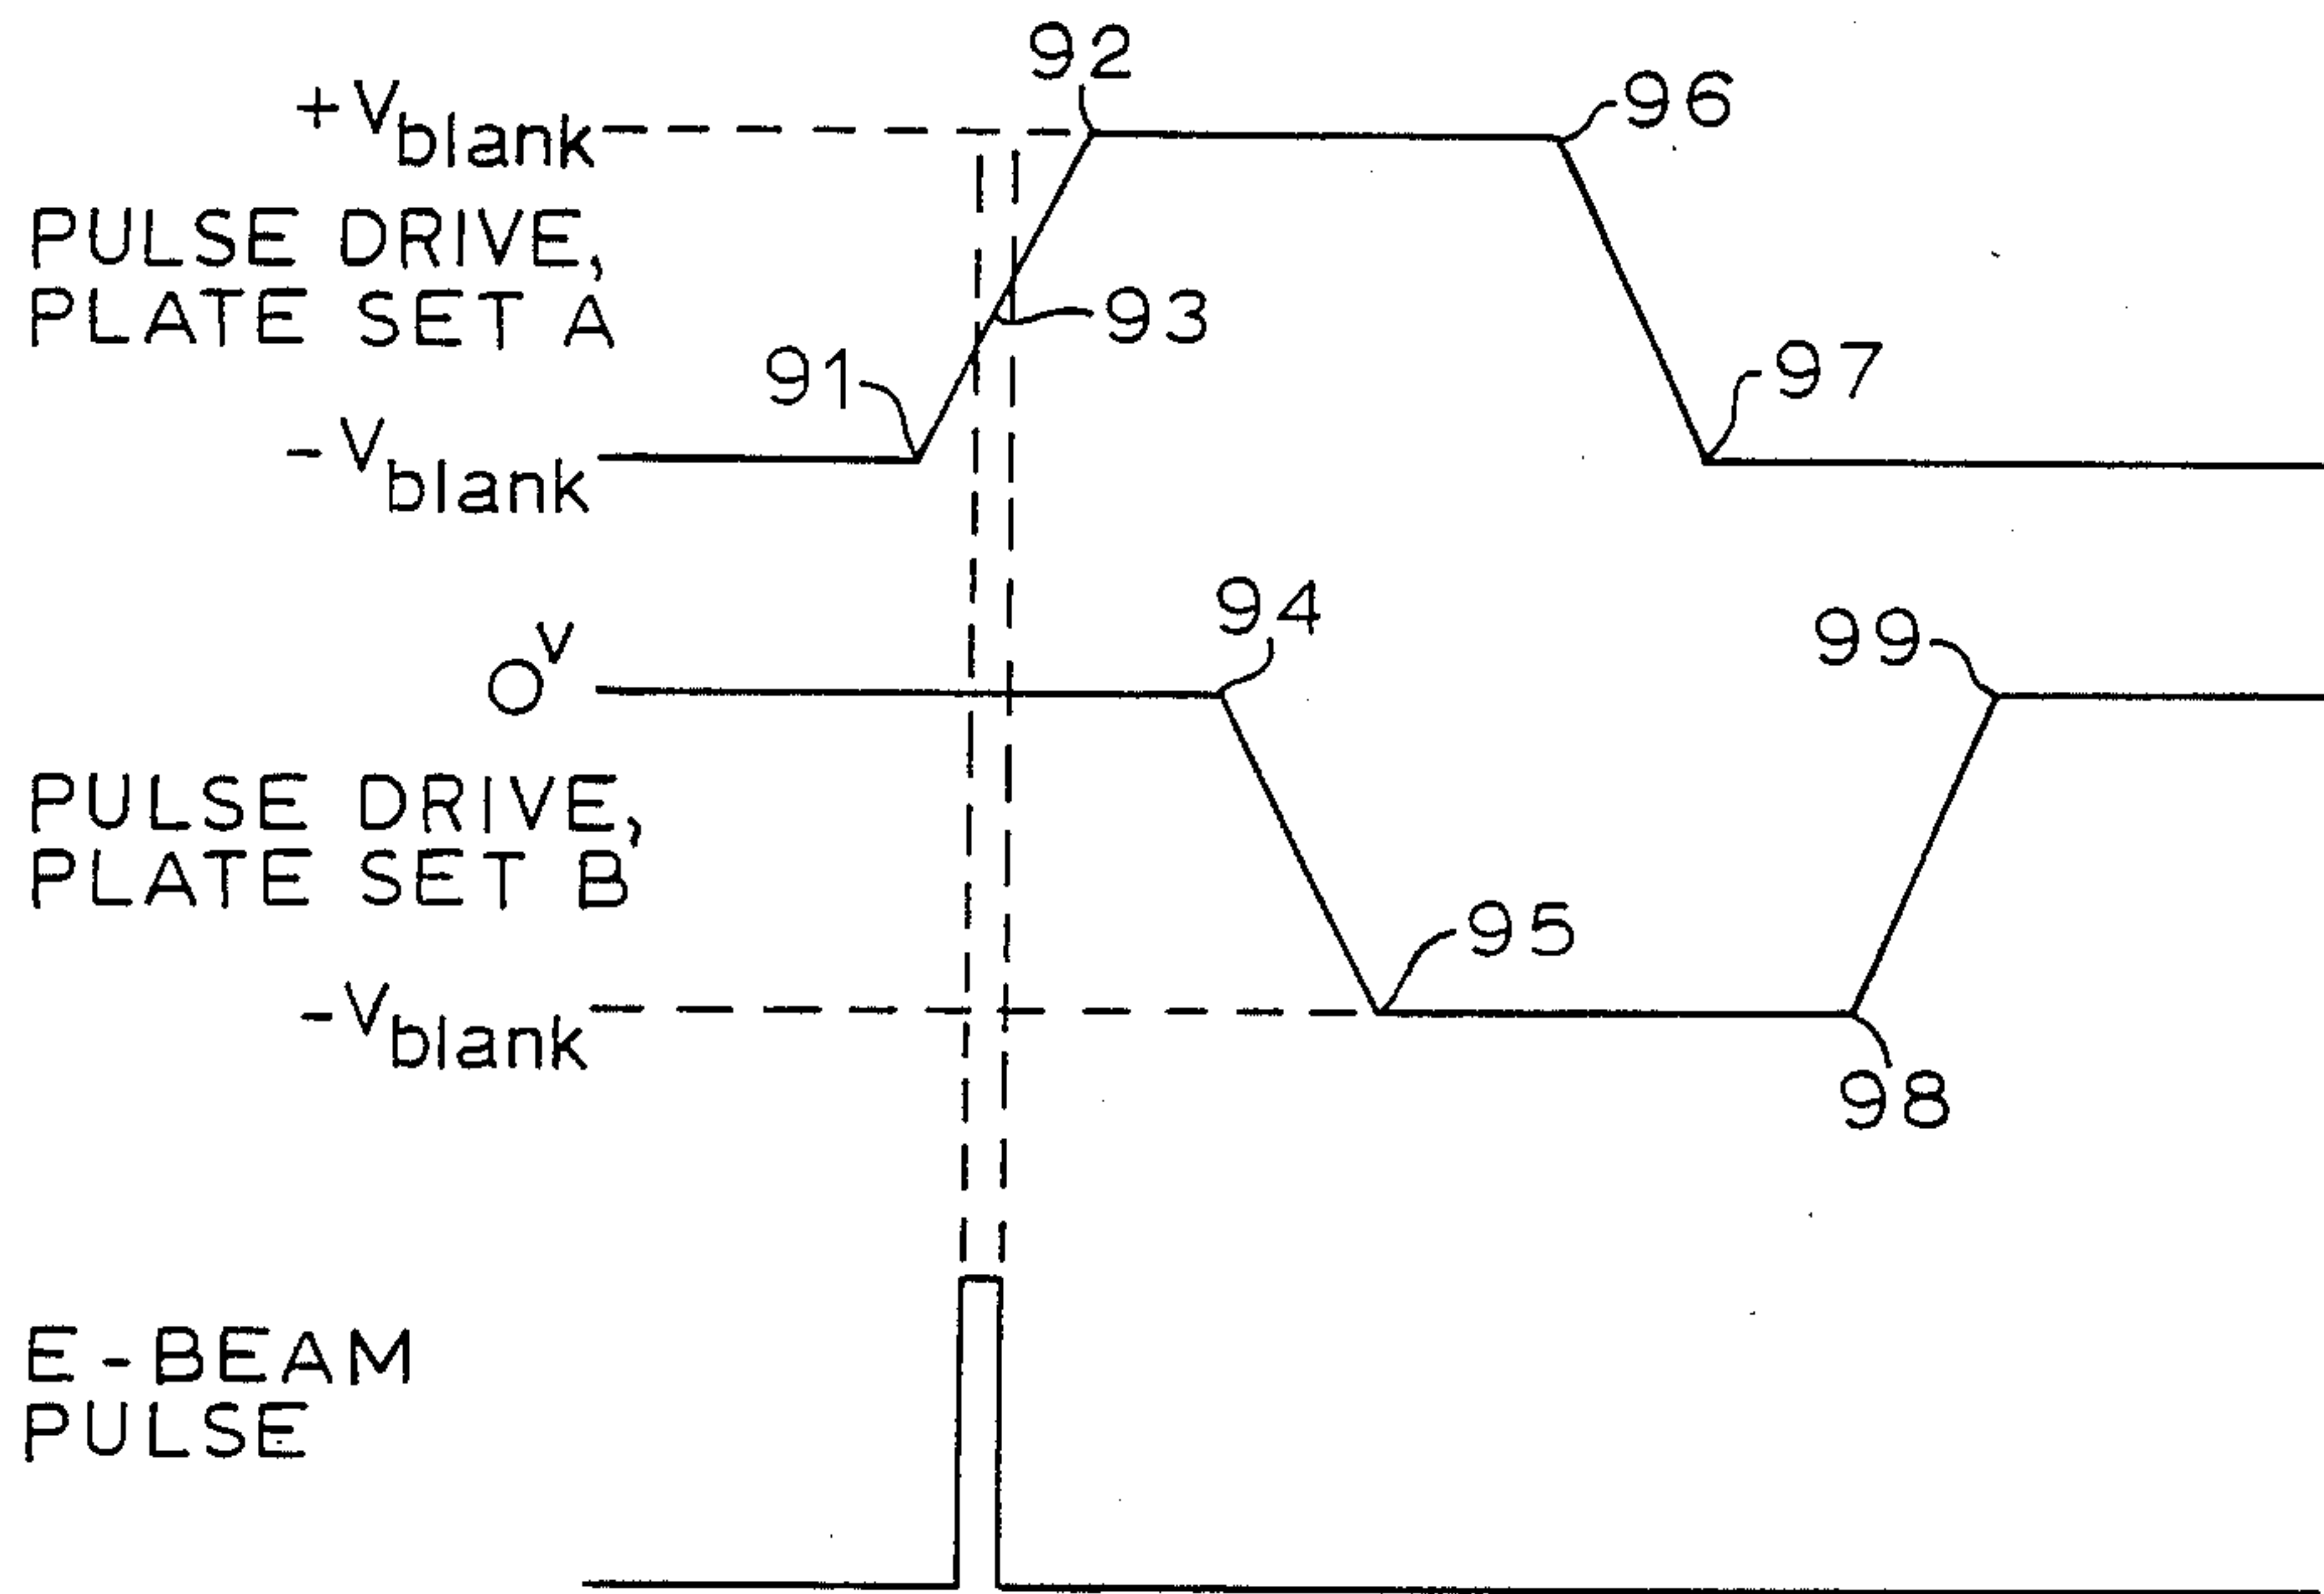 92
96
+Vblank
PULSE DRIVE,
PLATE SET A
93
91
97
-Vblank
94
99
0v
PULSE DRIVE,
PLATE SET B
95
-Vblank
98
E-BEAM
PULSE